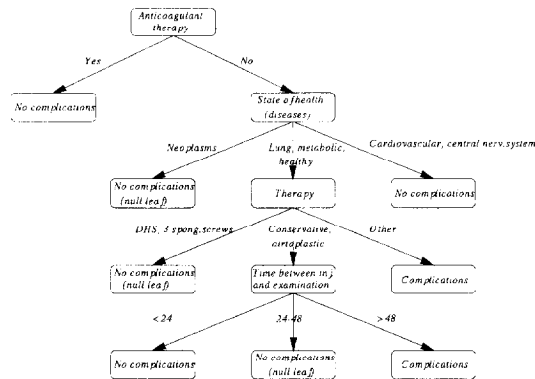 Anticoagulant
therapy
Yes
No
No complications
State of health
(diseases)
Neoplasms
Lung, metabolic,
healthy
Cardiovascular, central nerv.system
No complications
(null leaf)
Therapy
No complications
DHS, 3 spong.screws
Conservative,
airtaplastic
Other
No complications
(null leaf)
Time between inj.
and examination
Complications
<24
24-48
>48
No complications
No complications
(null leaf)
Complications